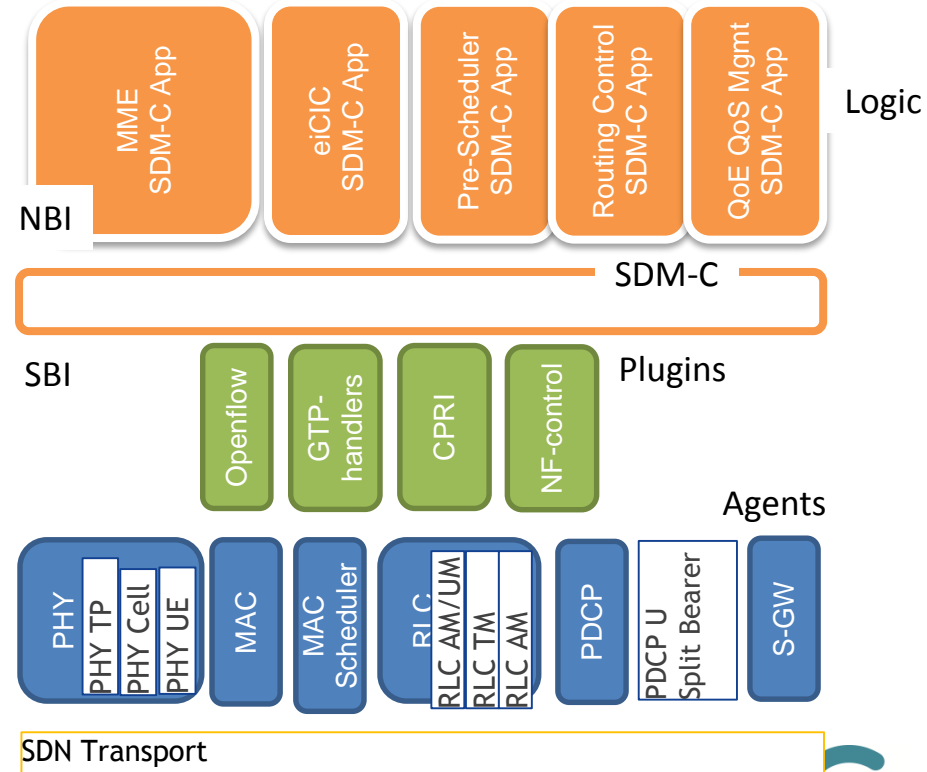 MME
SDM-C App
eiCIC
SDM-C App
Pre-Scheduler
SDM-C App
Routing Control
SDM-C App
QoE QoS Mgmt
SDM-C App
Logic
NBI
SDM-C
SBI
Openflow
GTP-
handlers
CPRI
NF-control
Plugins
Agents
PHY
PHY TP
PHY Cell
PHY UE
MAC
MAC
Scheduler
RLC
RLC AM/UM
RLC TM
RLC AM
PDCP
PDCP U
Split Bearer
S-GW
SDN Transport